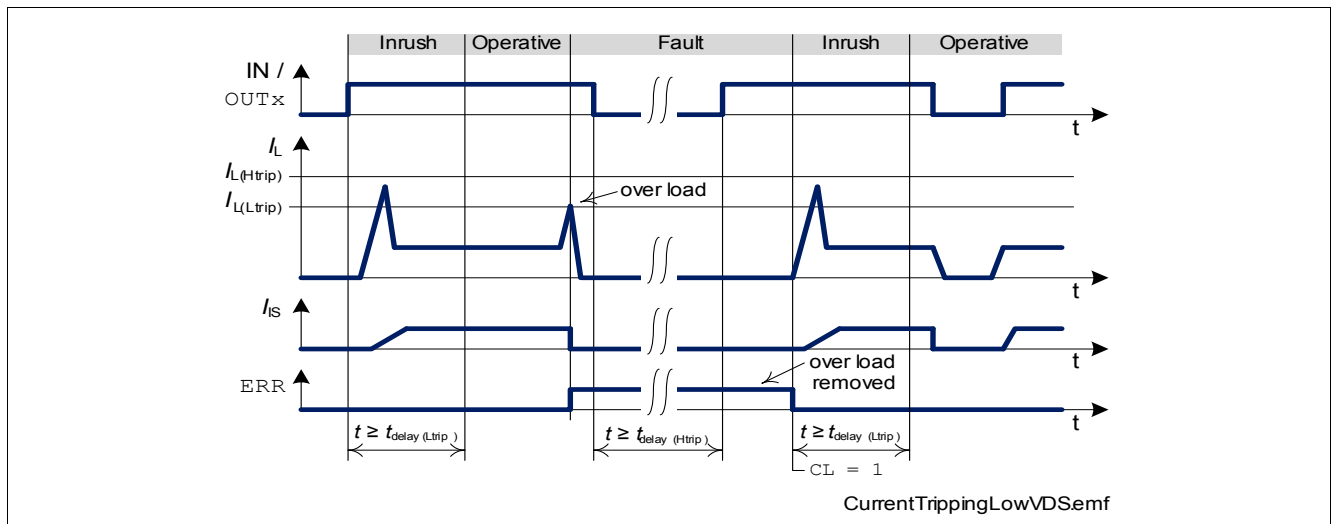 Inrush Operative Fault Inrush Operative
IN /
OUTx
t
IL
IL(Htrip)
IL(Ltrip)
over load
t
IIS
t
over load
removed
ERR
t
t ≥ tdelay (Ltrip) t ≥ tdelay (Htrip) t ≥ tdelay (Ltrip)
CL = 1
CurrentTrippingLowVDS.emf